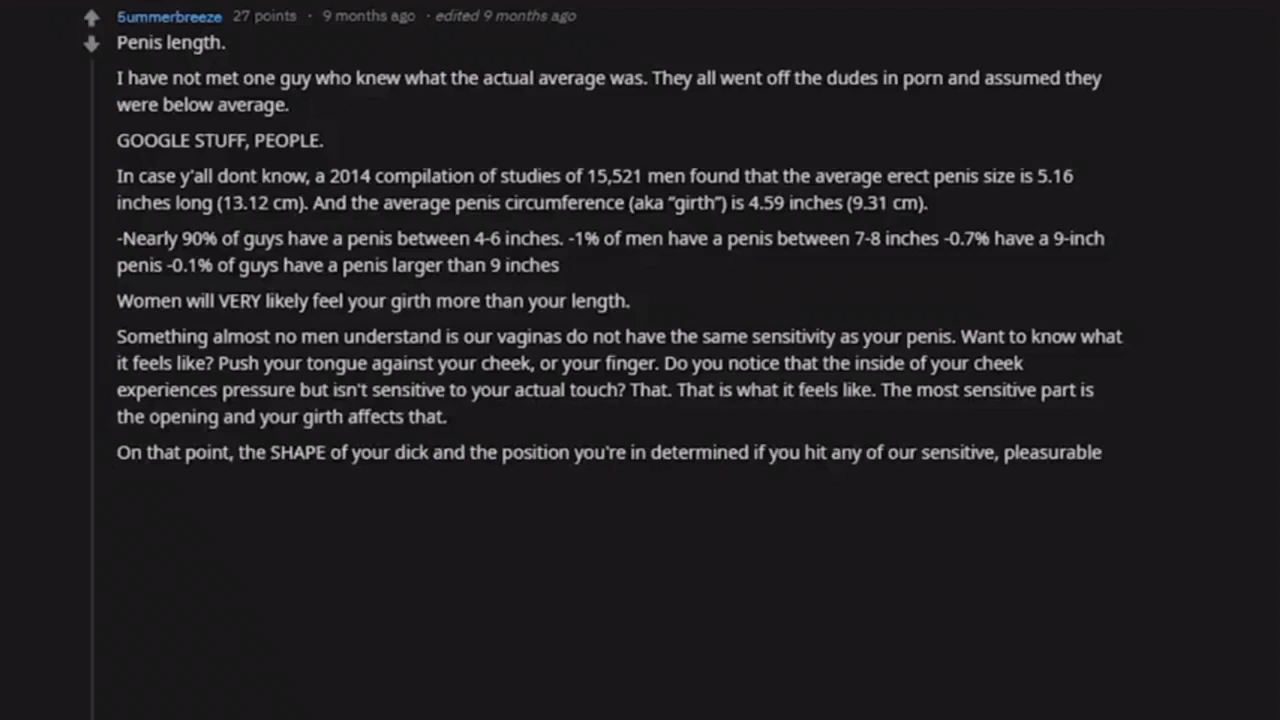 5ummerbreeze 27 points · 9 months ago · edited 9 months ago
Penis length.
I have not met one guy who knew what the actual average was. They all went off the dudes in porn and assumed they
were below average.
GOOGLE STUFF, PEOPLE.
In case y'all dont know, a 2014 compilation of studies of 15,521 men found that the average erect penis size is 5.16
inches long (13.12 cm). And the average penis circumference (aka "girth") is 4.59 inches (9.31 cm).
-Nearly 90% of guys have a penis between 4-6 inches. -1% of men have a penis between 7-8 inches -0.7% have a 9-inch
penis -0.1% of guys have a penis larger than 9 inches
Women will VERY likely feel your girth more than your length.
Something almost no men understand is our vaginas do not have the same sensitivity as your penis. Want to know what
it feels like? Push your tongue against your cheek, or your finger. Do you notice that the inside of your cheek
experiences pressure but isn't sensitive to your actual touch? That. That is what it feels like. The most sensitive part is
the opening and your girth affects that.
On that point, the SHAPE of your dick and the position you're in determined if you hit any of our sensitive, pleasurable